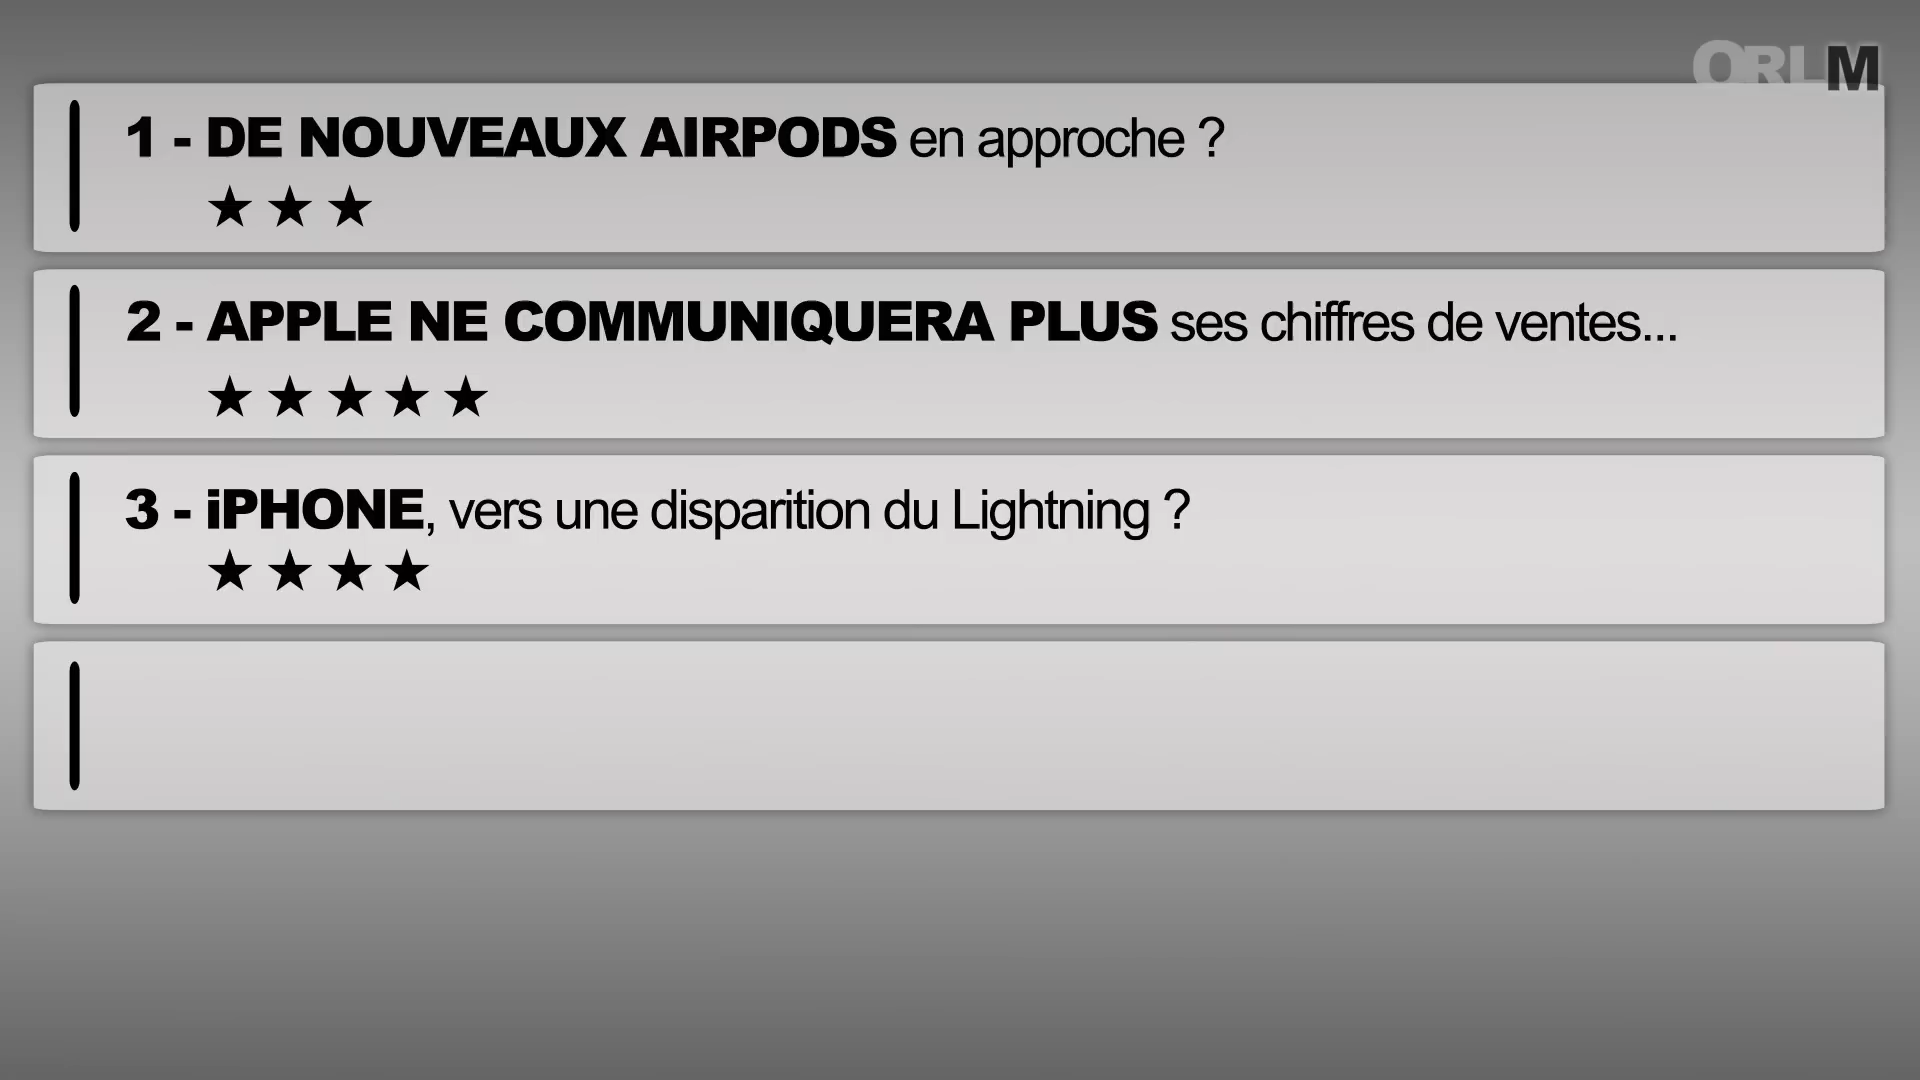 ORLM
1 - DE NOUVEAUX AIRPODS en approche ?
★ ★ ★
2 - APPLE NE COMMUNIQUERA PLUS ses chiffres de ventes...
★ ★ ★ ★ ★
3 - iPHONE, vers une disparition du Lightning ?
★ ★ ★ ★